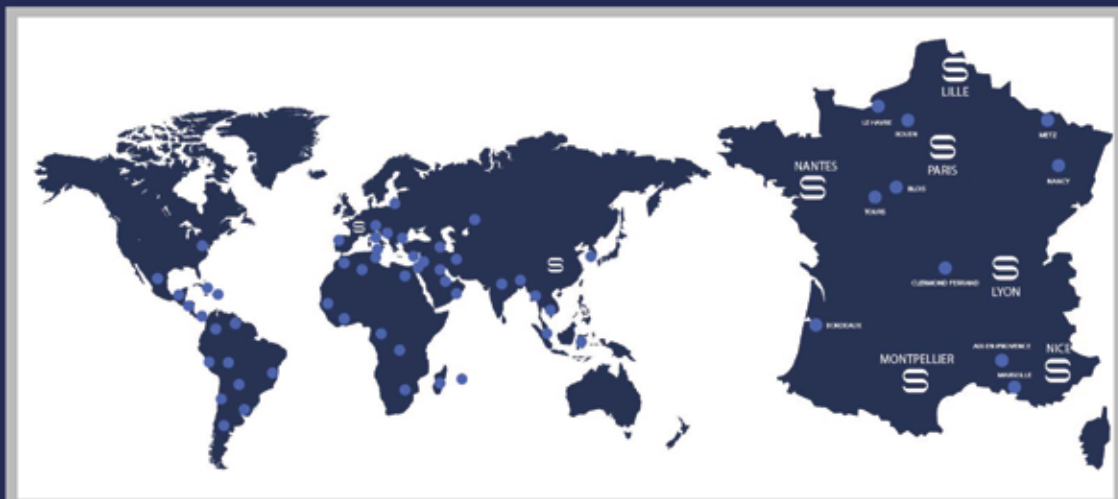 LILLE
LE HAVRE
ROUEN
METZ
PARIS
NANTES
NANCY
BLOIS
TOURS
CLERMOND FERRAND
LYON
BORDEAUX
AIX EN PROVENCE
NICE
MONTPELLIER
MARSEILLE